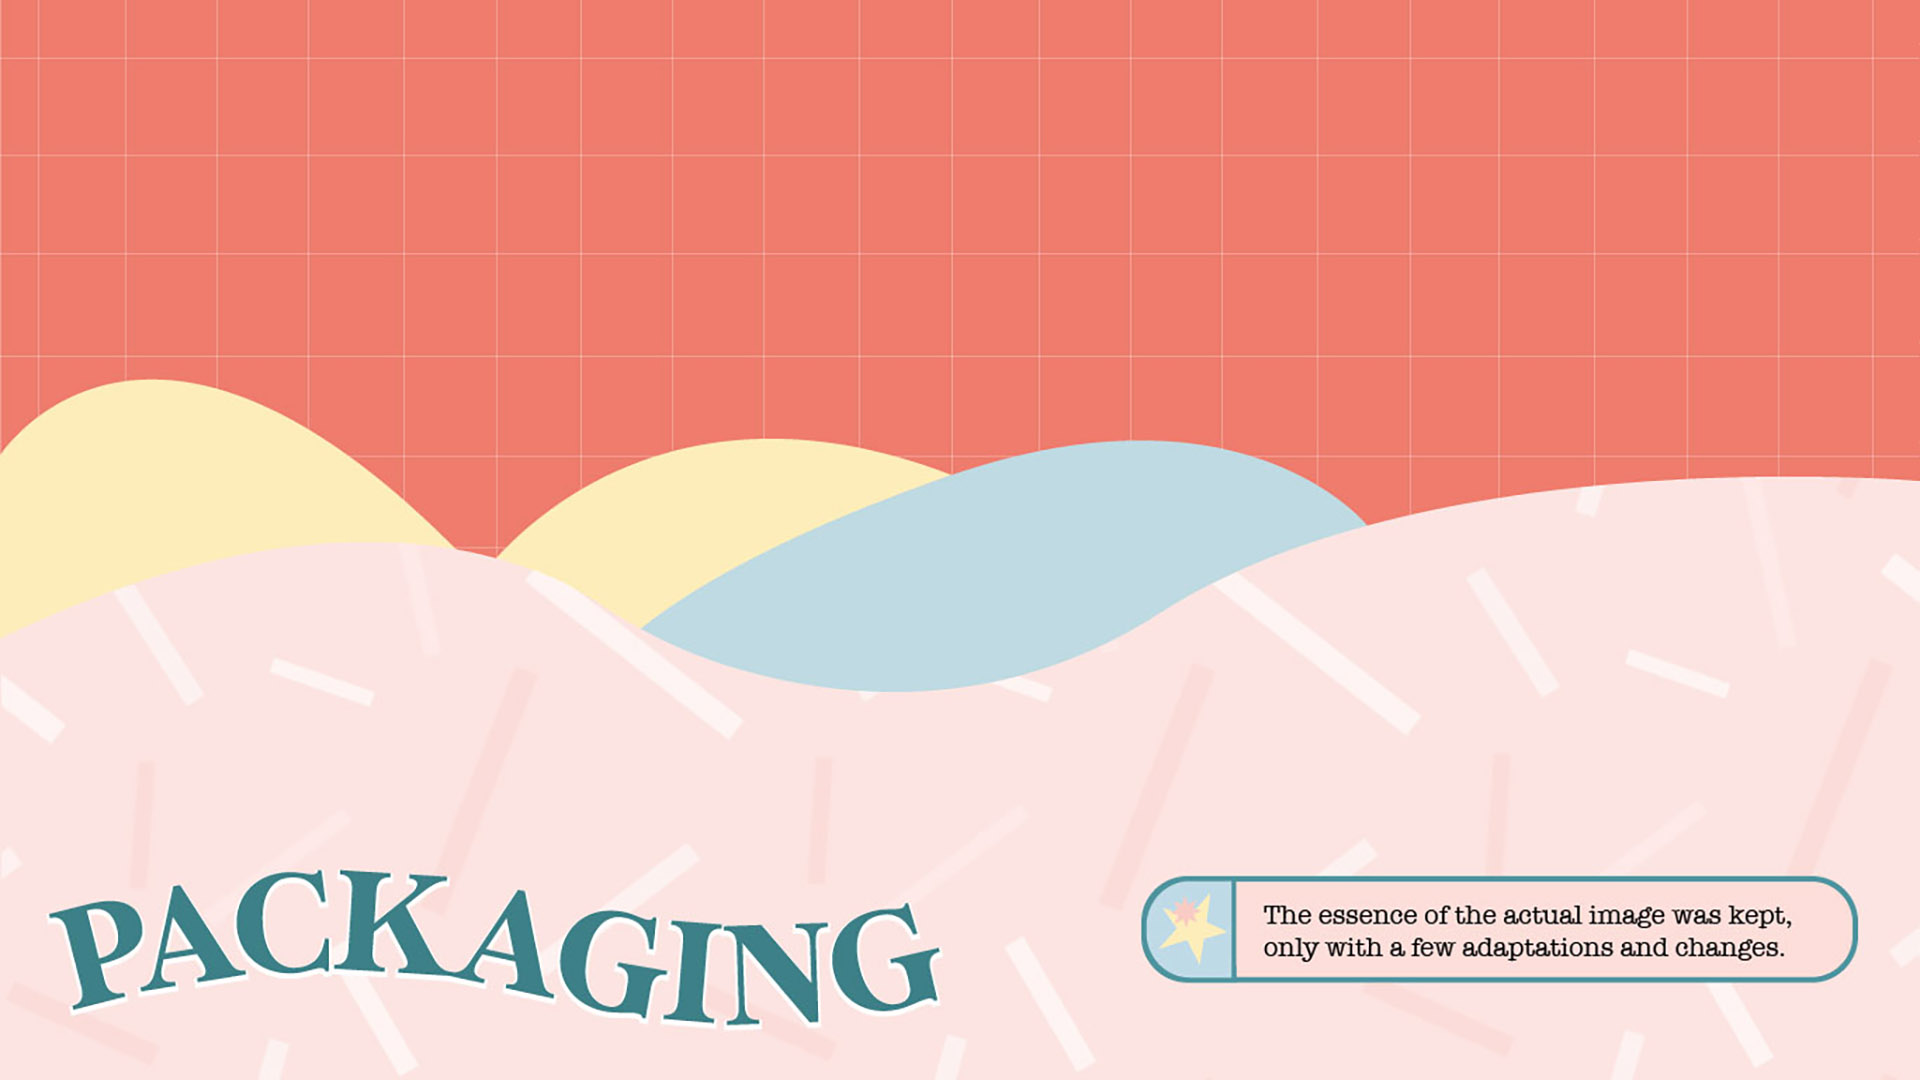 PACKAGING
The essence of the actual image was kept,
only with a few adaptations and changes.